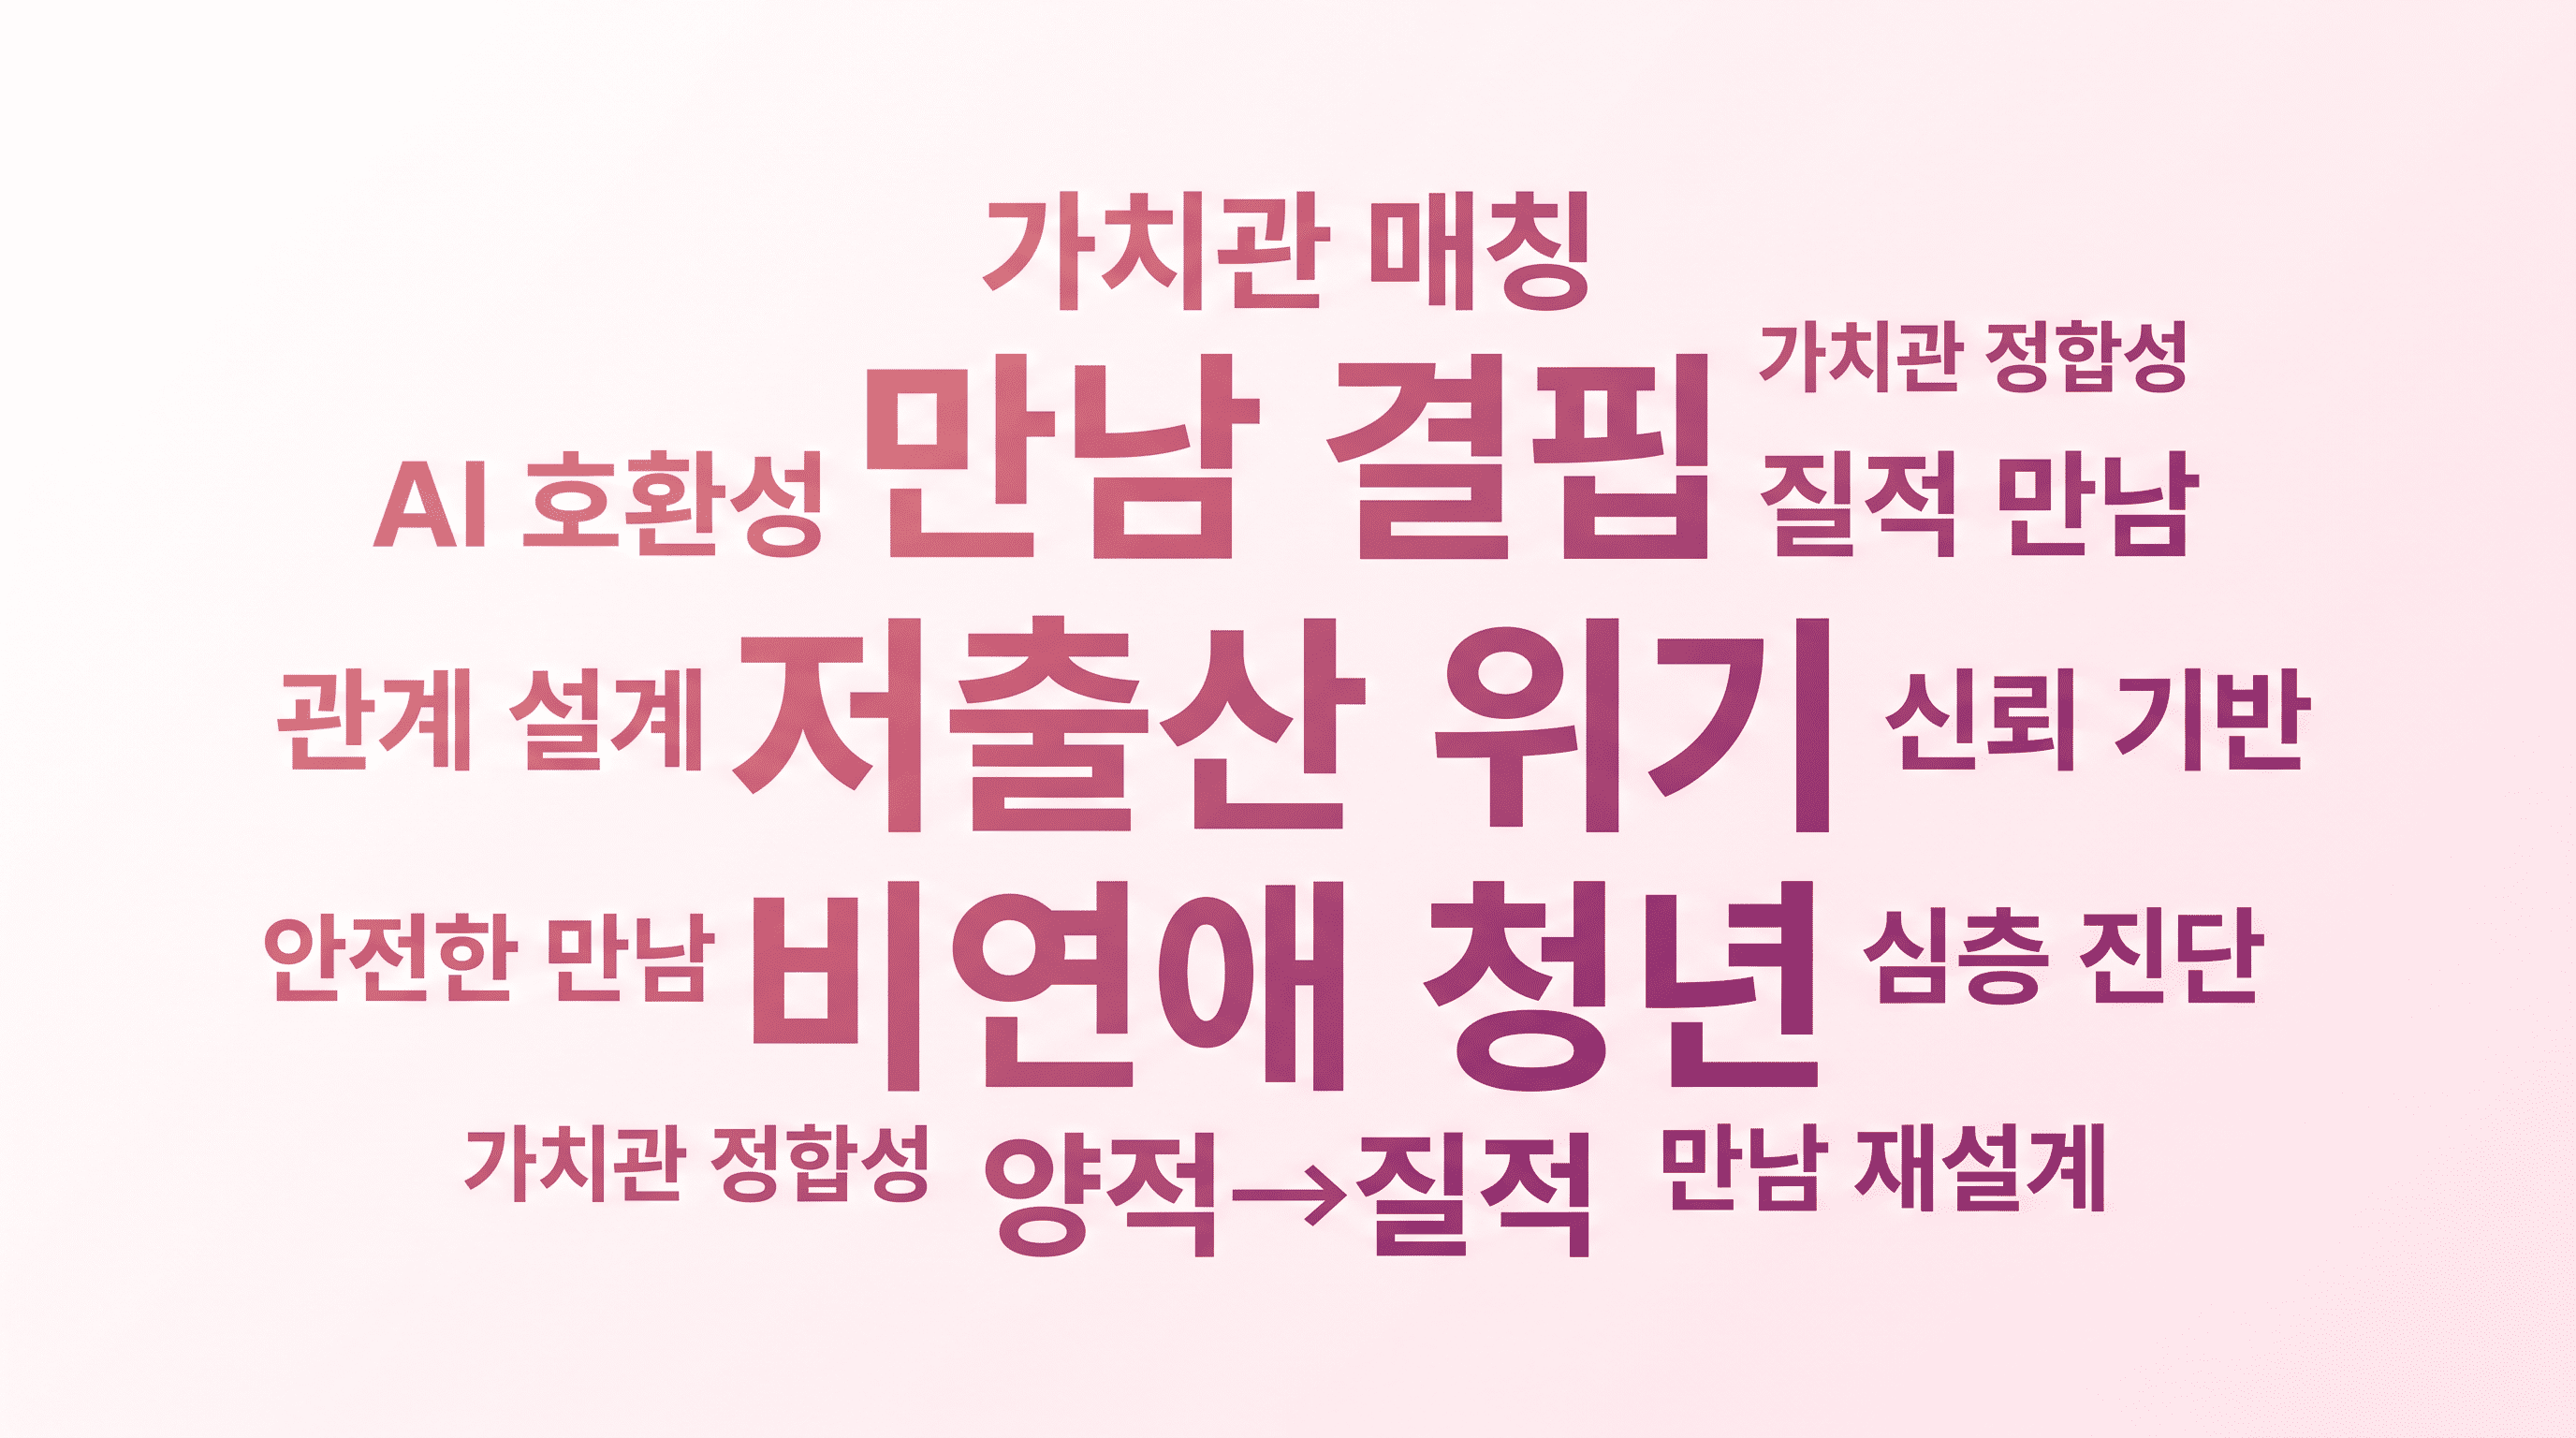 가치관 매칭
가치관 정합성
AI 호환성 만남 결핍 질적 만남
관계 설계 저출산 위기 신뢰 기반
안전한 만남 비연애 청년 심층 진단
가치관 정합성 양적→질적 만남 재설계